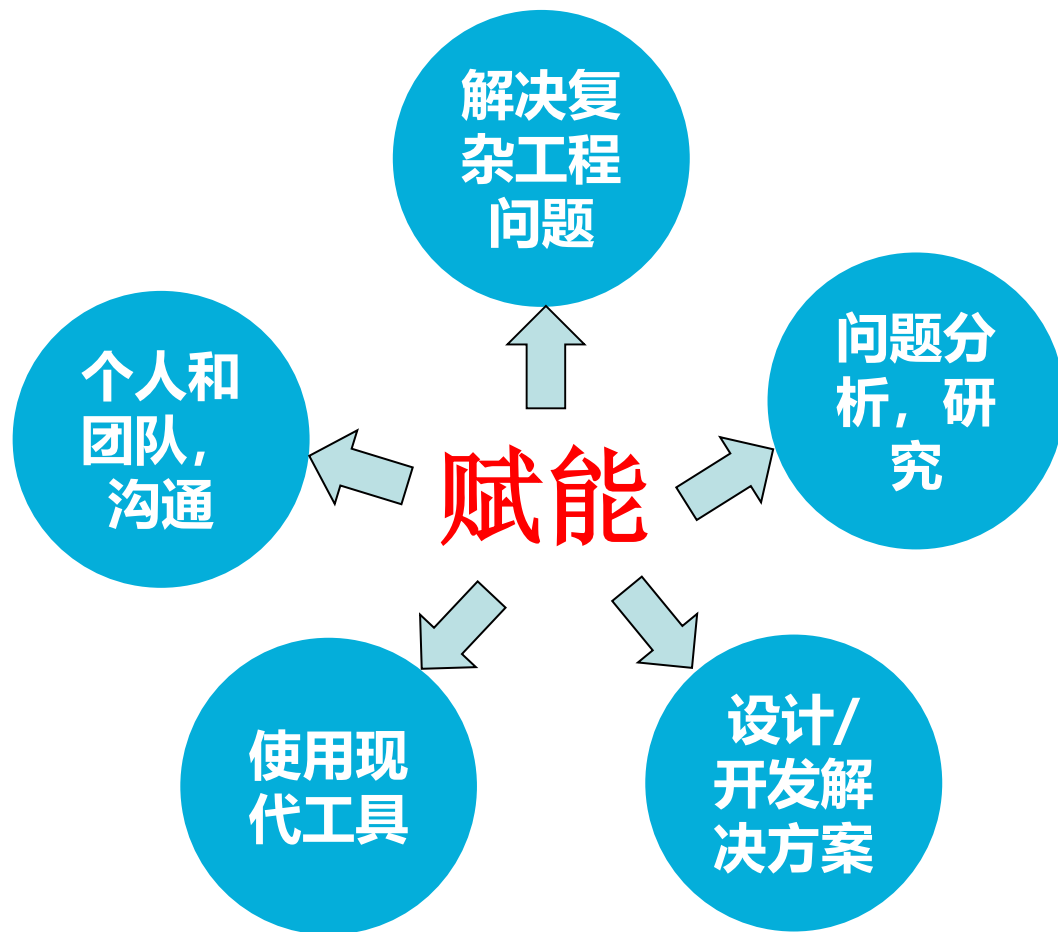 解决复
杂工程
问题
问题分
析，研
究
个人和
团队，
沟通
赋能
使用现
代工具
设计/
开发解
决方案